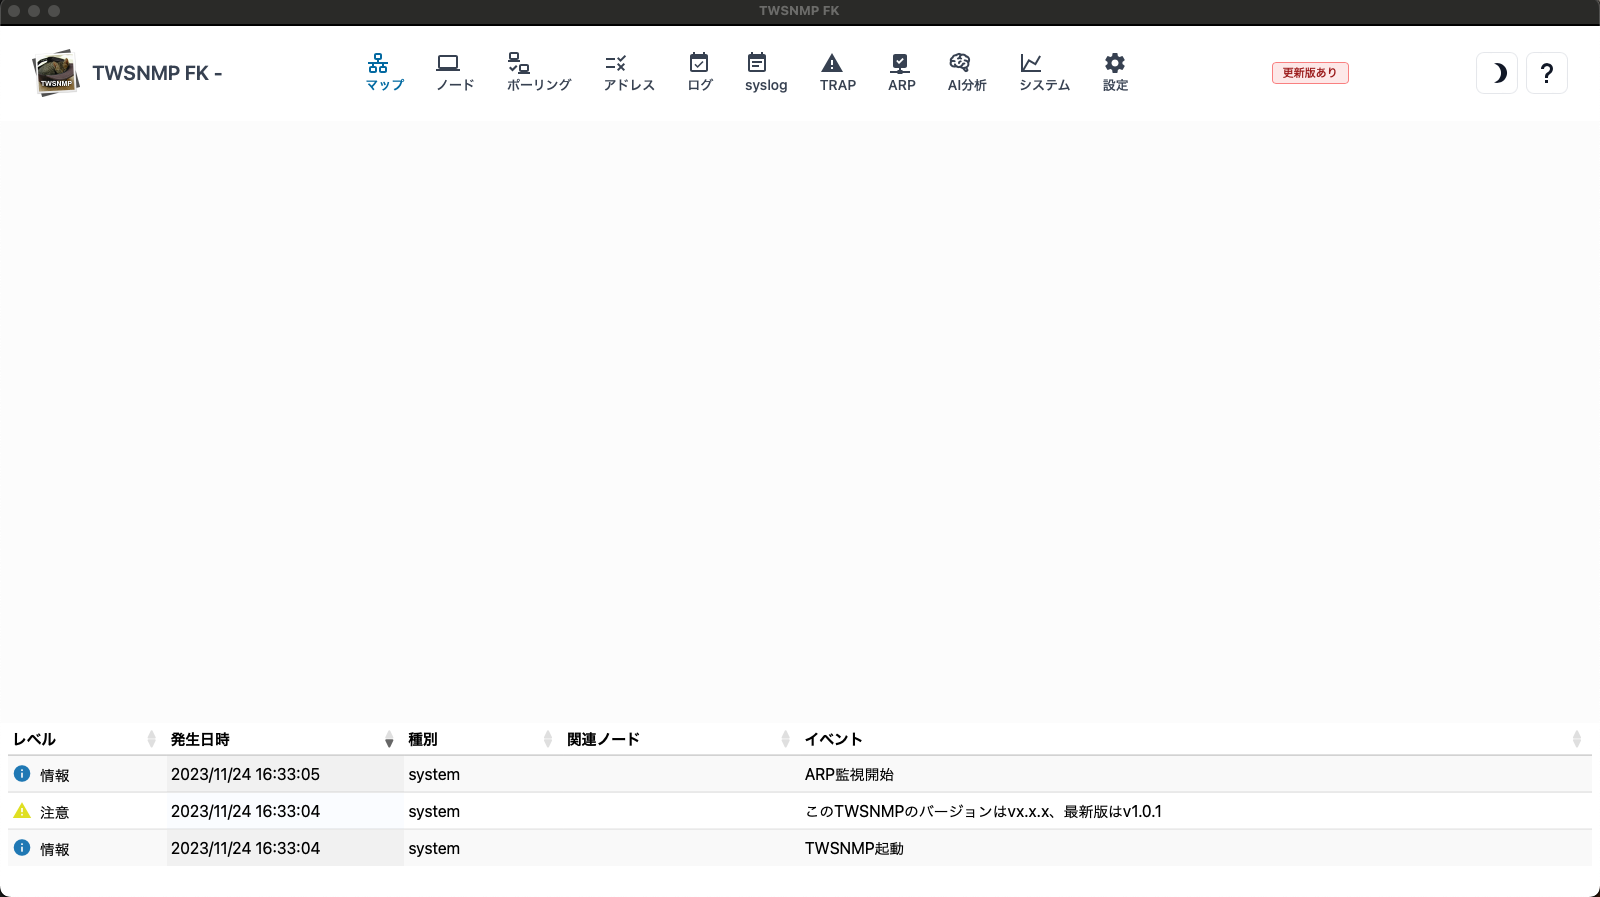 TWSNMP FK
TWSNMP
TWSNMP FK -
マップ
ノード
ポーリング
アドレス
ログ
syslog
TRAP
ARP
AI分析
システム
設定
更新版あり
?
レベル 発生日時 種別 関連ノード イベント
情報 2023/11/24 16:33:05 system ARP監視開始
注意 2023/11/24 16:33:04 system このTWSNMPのバージョンはvx.x.x、最新版はv1.0.1
情報 2023/11/24 16:33:04 system TWSNMP起動